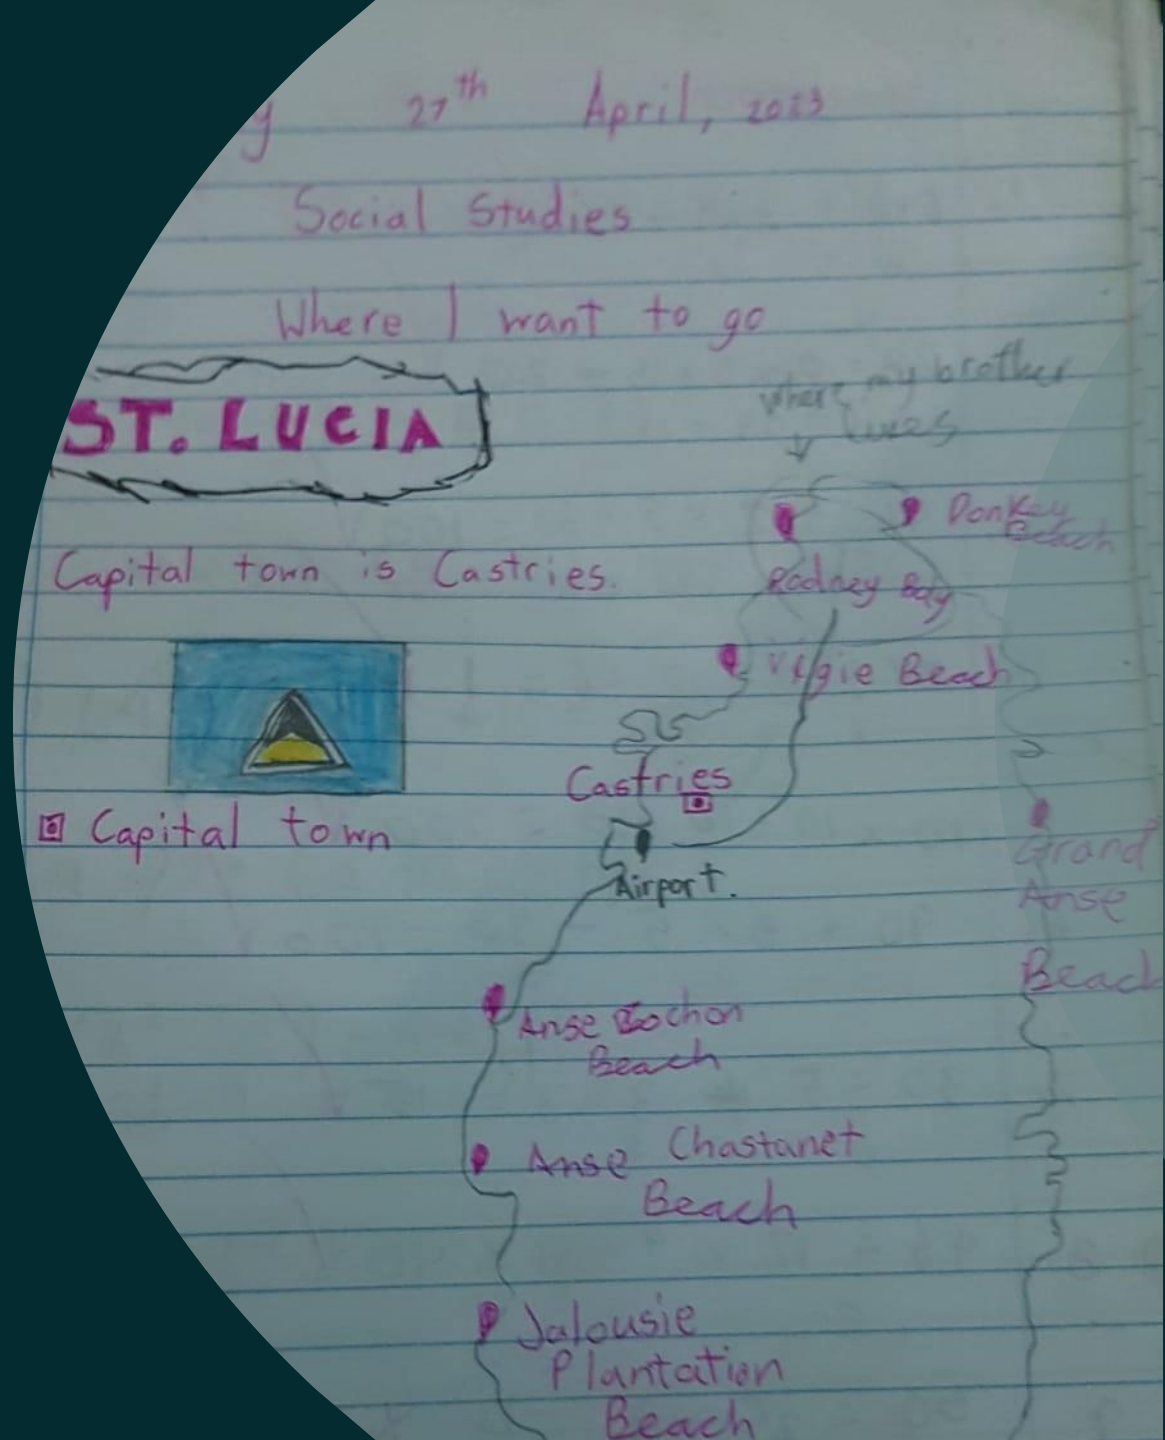 27th April, 2023
Social Studies
Where I want to go
where my brother
lives
ST. LUCIA
Donkey
Beach
Capital town is Castries.
Rodney Bay
Vigie Beach
Castries
Capital town
Airport.
Grand
Anse
Beach
Anse Cochon
Beach
Anse Chastanet
Beach
Jalousie
Plantation
Beach